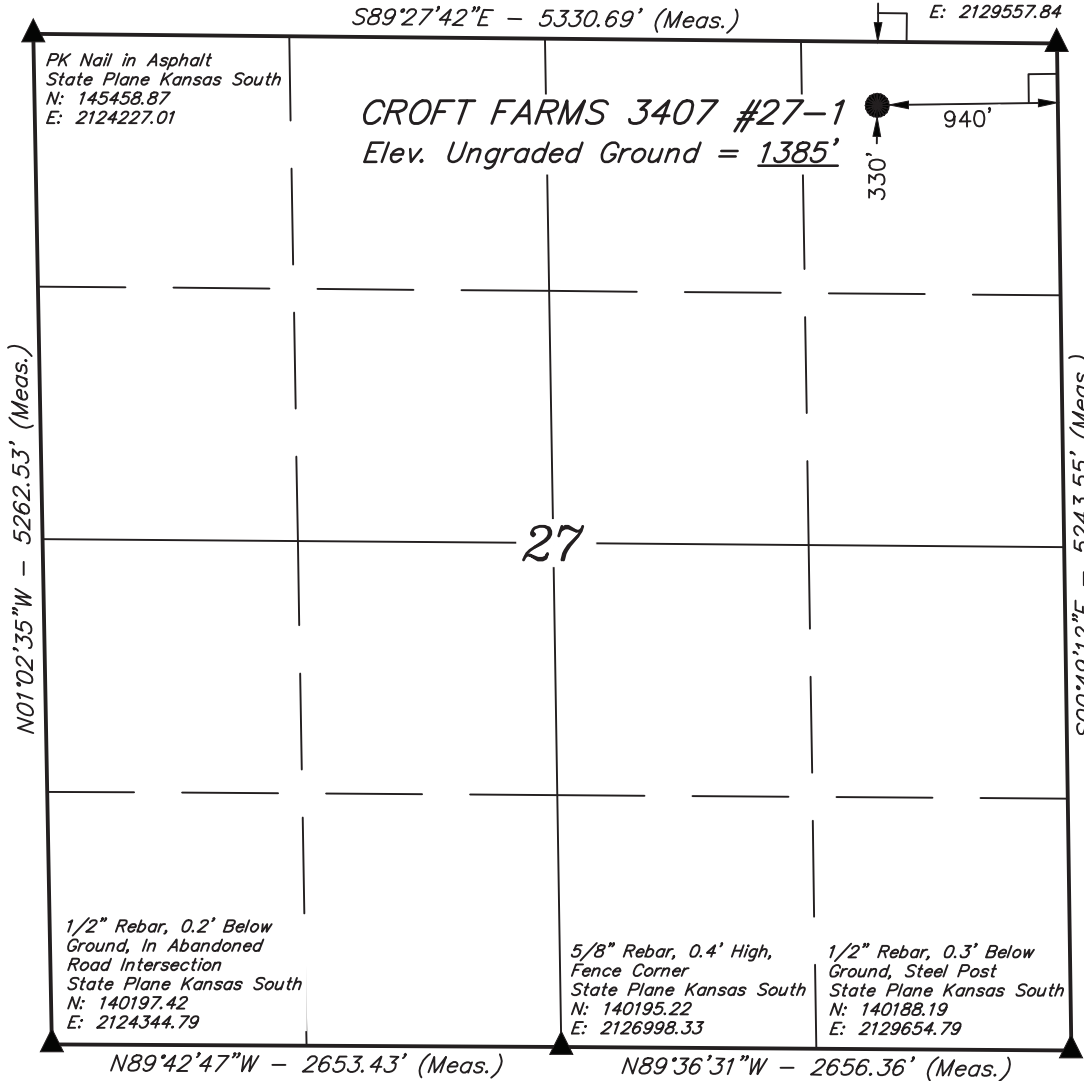 S89°27'42"E – 5330.69' (Meas.)
E: 2129557.84
PK Nail in Asphalt
State Plane Kansas South
N: 145458.87
E: 2124227.01
CROFT FARMS 3407 #27–1
Elev. Ungraded Ground = 1385'
940'
330'
N01°02'35"W – 5262.53' (Meas.)
27
5243.55' (Meas.)
1/2" Rebar, 0.2' Below
Ground, In Abandoned
Road Intersection
State Plane Kansas South
N: 140197.42
E: 2124344.79
5/8" Rebar, 0.4' High,
Fence Corner
State Plane Kansas South
N: 140195.22
E: 2126998.33
1/2" Rebar, 0.3' Below
Ground, Steel Post
State Plane Kansas South
N: 140188.19
E: 2129654.79
N89°42'47"W – 2653.43' (Meas.)
N89°36'31"W – 2656.36' (Meas.)